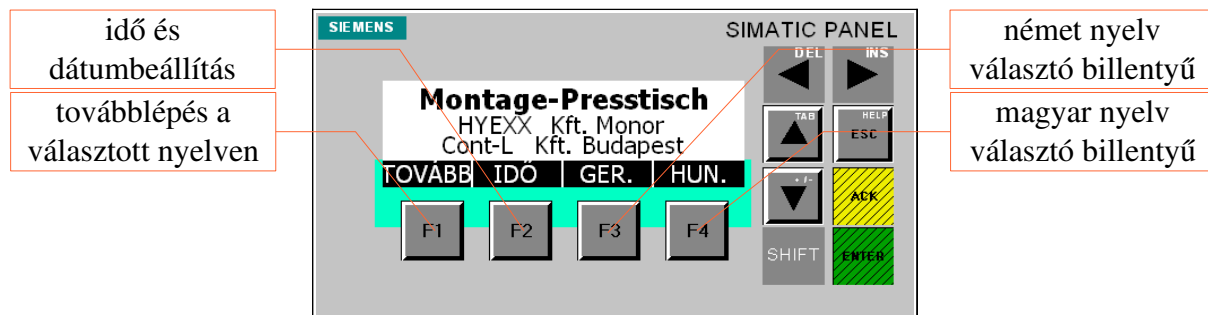 idő és
dátumbeállítás
továbblépés a
választott nyelven
SIEMENS
SIMATIC PANEL
Montage-Presstisch
HYEXX Kft. Monor
Cont-L Kft. Budapest
TOVÁBB IDŐ GER. HUN.
F1 F2 F3 F4
DEL INS
TAB HELP
ESC
+/-
ACK
SHIFT ENTER
német nyelv
választó billentyű
magyar nyelv
választó billentyű